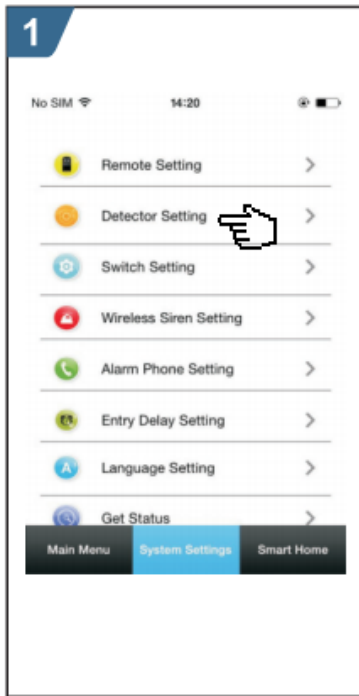 1
No SIM 14:20
Remote Setting
Detector Setting
Switch Setting
Wireless Siren Setting
Alarm Phone Setting
Entry Delay Setting
A Language Setting
Get Status
Main Menu System Settings Smart Home